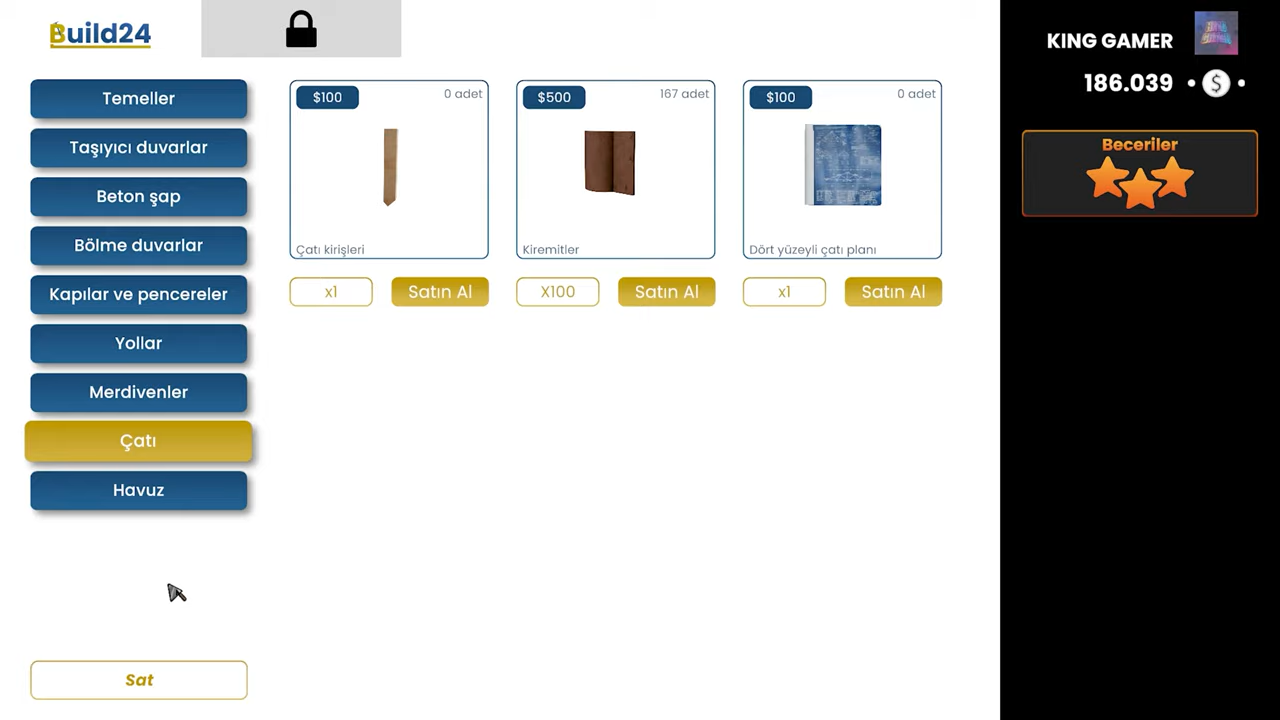 Build24
KING GAMER
186.039
Beceriler
Temeller
Taşıyıcı duvarlar
Beton şap
Bölme duvarlar
Kapılar ve pencereler
Yollar
Merdivenler
Çatı
Havuz
Sat
$100
0 adet
Çatı kirişleri
x1
Satın Al
$500
167 adet
Kiremitler
X100
Satın Al
$100
0 adet
Dört yüzeyli çatı planı
x1
Satın Al